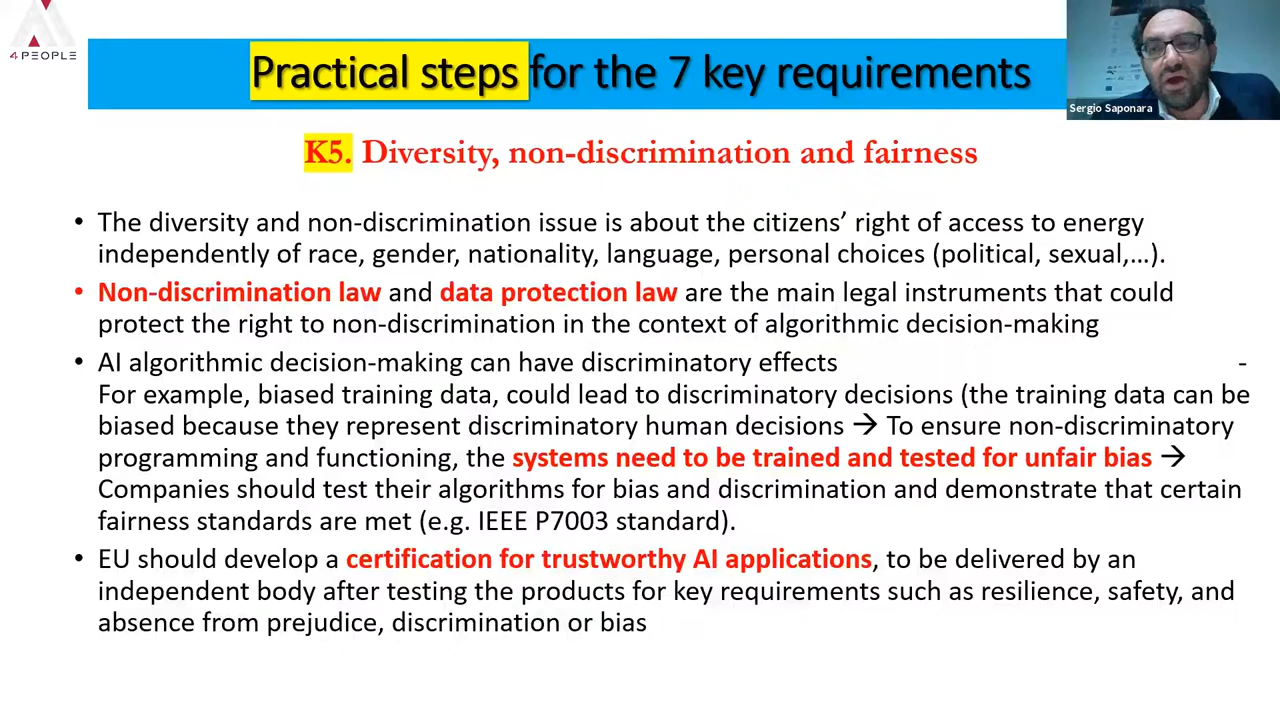 4PEOPLE
Practical steps for the 7 key requirements
Sergio Saponara
K5. Diversity, non-discrimination and fairness
• The diversity and non-discrimination issue is about the citizens’ right of access to energy
independently of race, gender, nationality, language, personal choices (political, sexual,…).
• Non-discrimination law and data protection law are the main legal instruments that could
protect the right to non-discrimination in the context of algorithmic decision-making
• AI algorithmic decision-making can have discriminatory effects -
For example, biased training data, could lead to discriminatory decisions (the training data can be
biased because they represent discriminatory human decisions → To ensure non-discriminatory
programming and functioning, the systems need to be trained and tested for unfair bias →
Companies should test their algorithms for bias and discrimination and demonstrate that certain
fairness standards are met (e.g. IEEE P7003 standard).
• EU should develop a certification for trustworthy AI applications, to be delivered by an
independent body after testing the products for key requirements such as resilience, safety, and
absence from prejudice, discrimination or bias